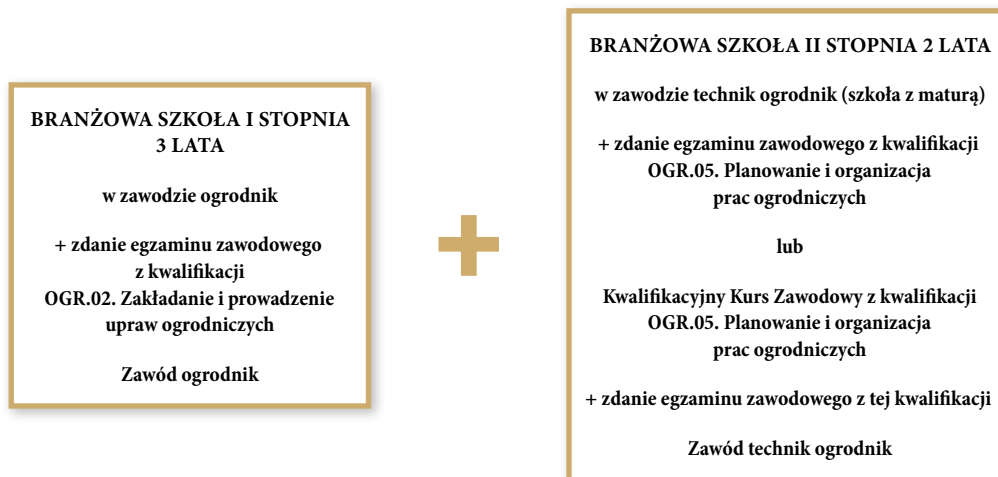 BRANŻOWA SZKOŁA I STOPNIA
3 LATA
w zawodzie ogrodnik
+ zdanie egzaminu zawodowego
z kwalifikacji
OGR.02. Zakładanie i prowadzenie
upraw ogrodniczych
Zawód ogrodnik
+
BRANŻOWA SZKOŁA II STOPNIA 2 LATA
w zawodzie technik ogrodnik (szkoła z maturą)
+ zdanie egzaminu zawodowego z kwalifikacji
OGR.05. Planowanie i organizacja
prac ogrodniczych
lub
Kwalifikacyjny Kurs Zawodowy z kwalifikacji
OGR.05. Planowanie i organizacja
prac ogrodniczych
+ zdanie egzaminu zawodowego z tej kwalifikacji
Zawód technik ogrodnik